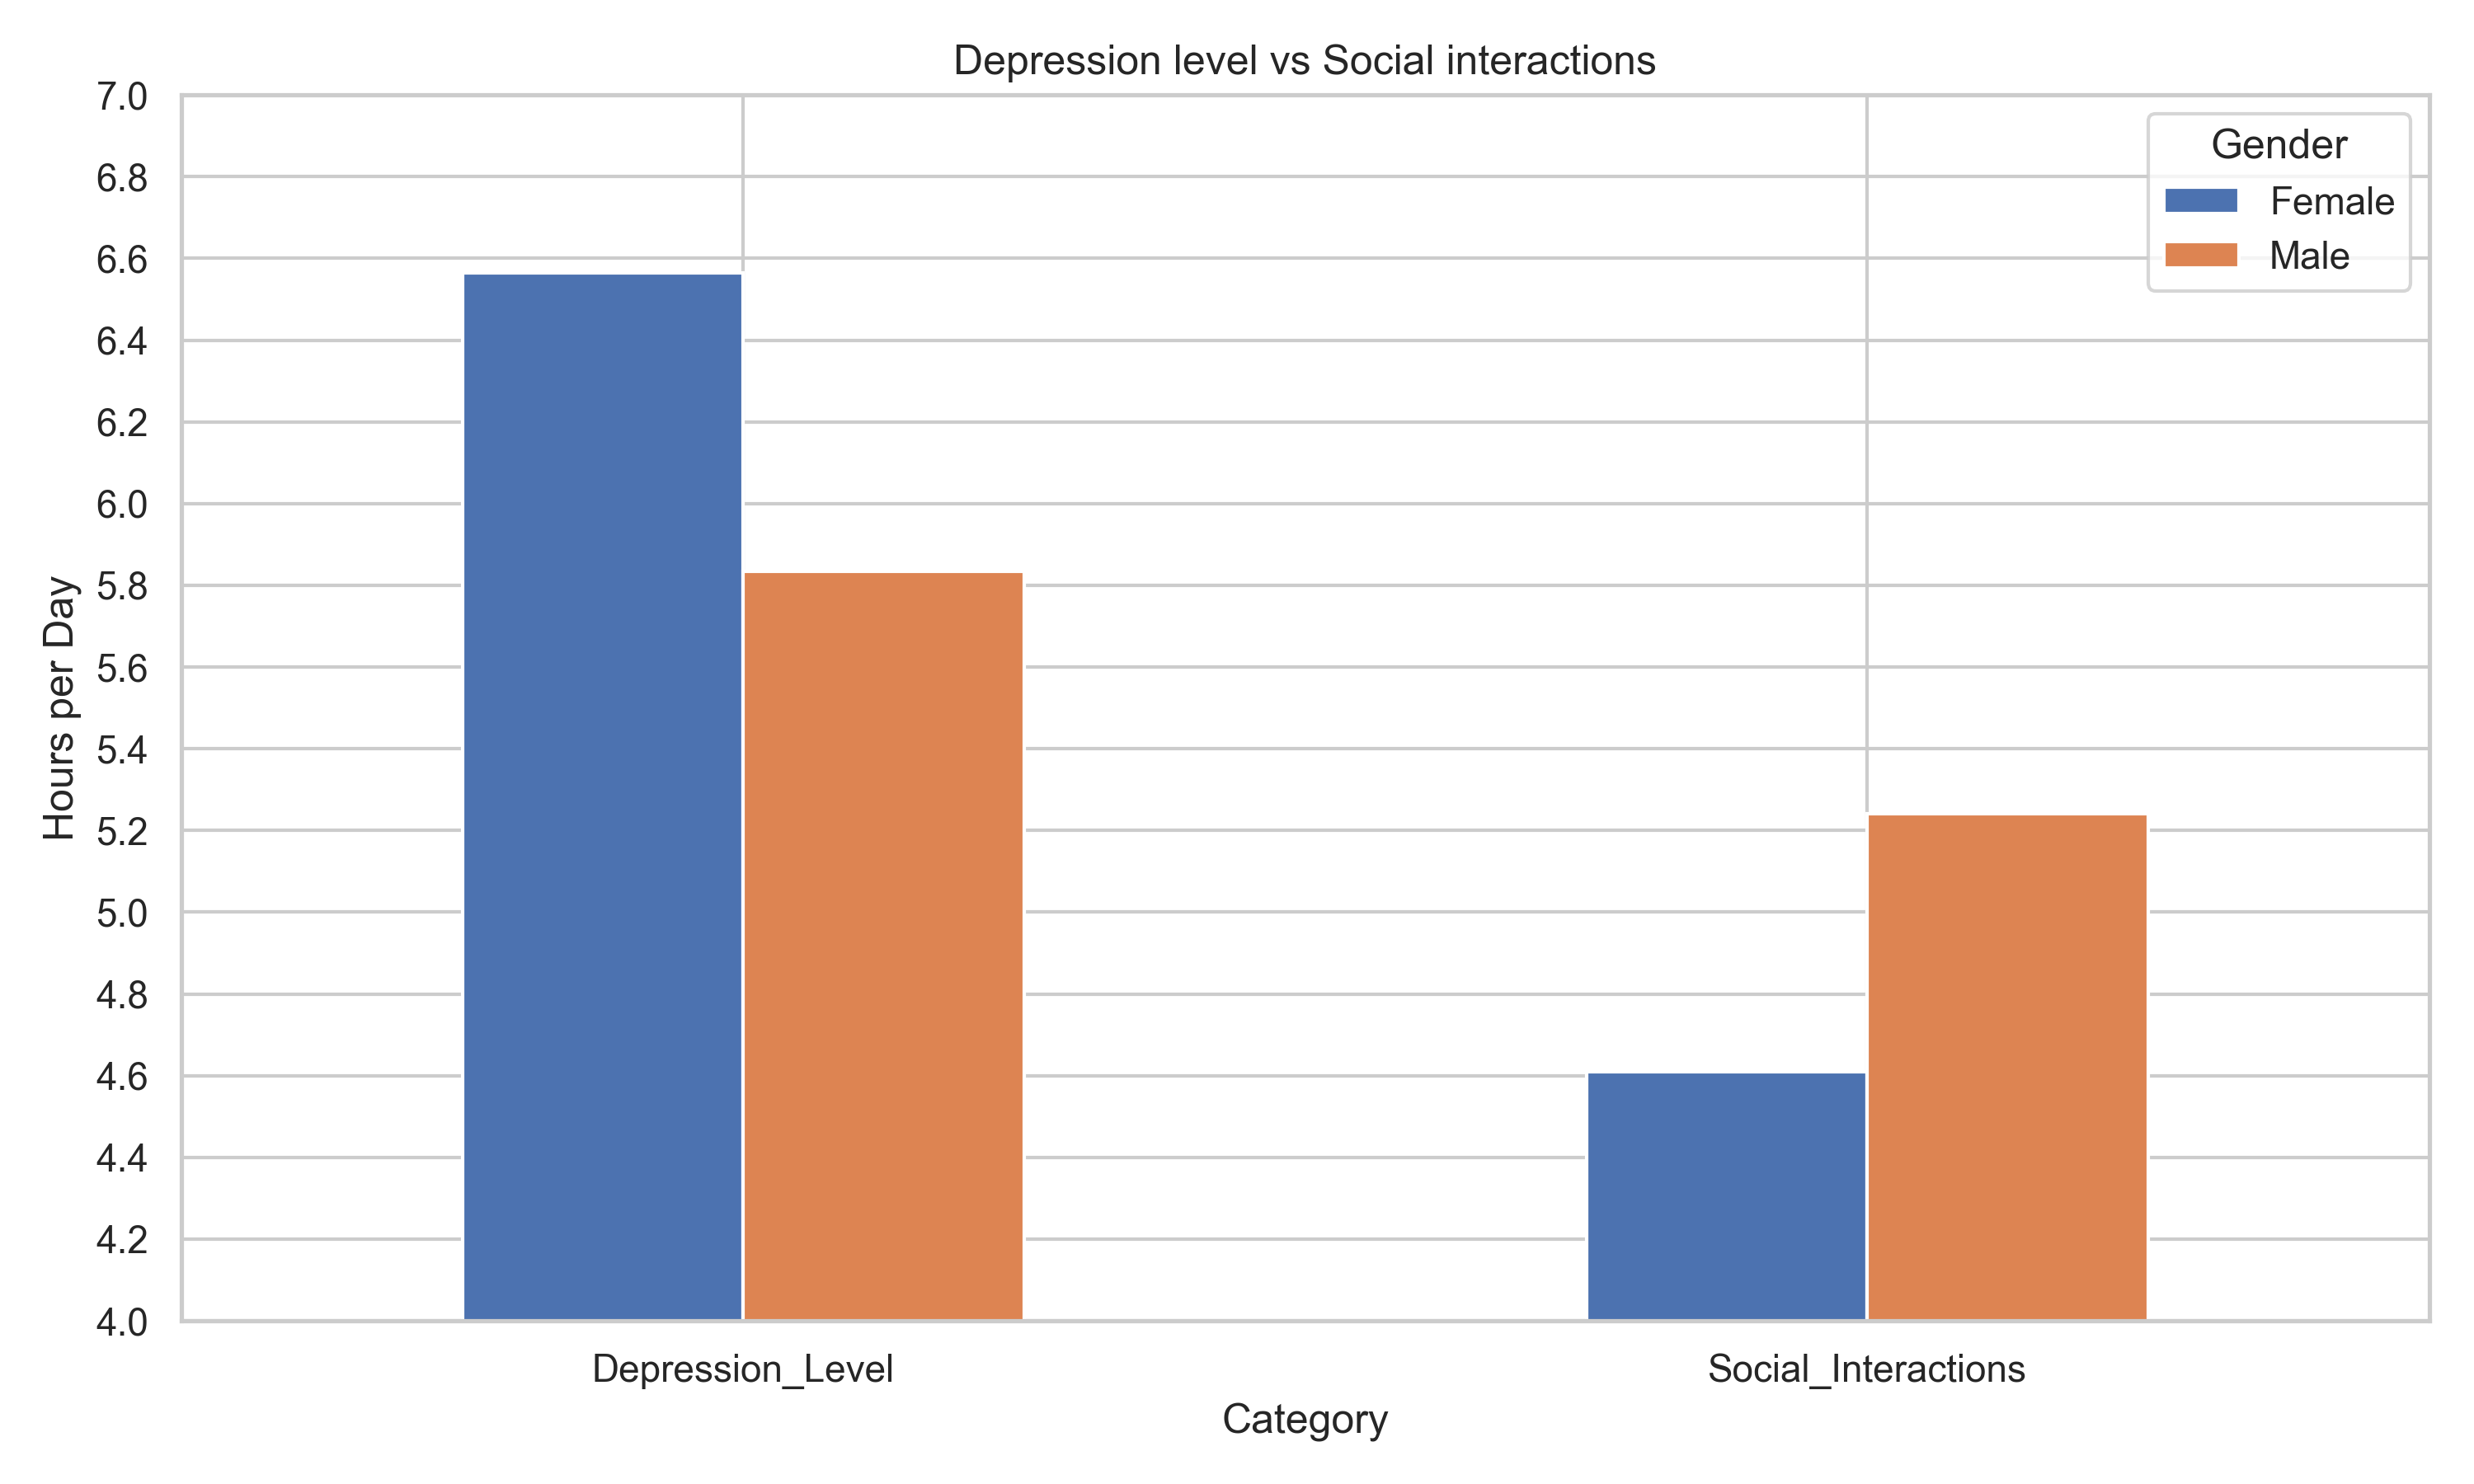 Depression level vs Social interactions
7.0
6.8
6.6
6.4
6.2
6.0
5.8
5.6
5.4
5.2
5.0
4.8
4.6
4.4
4.2
4.0
Hours per Day
Gender
Female
Male
Depression_Level
Social_Interactions
Category